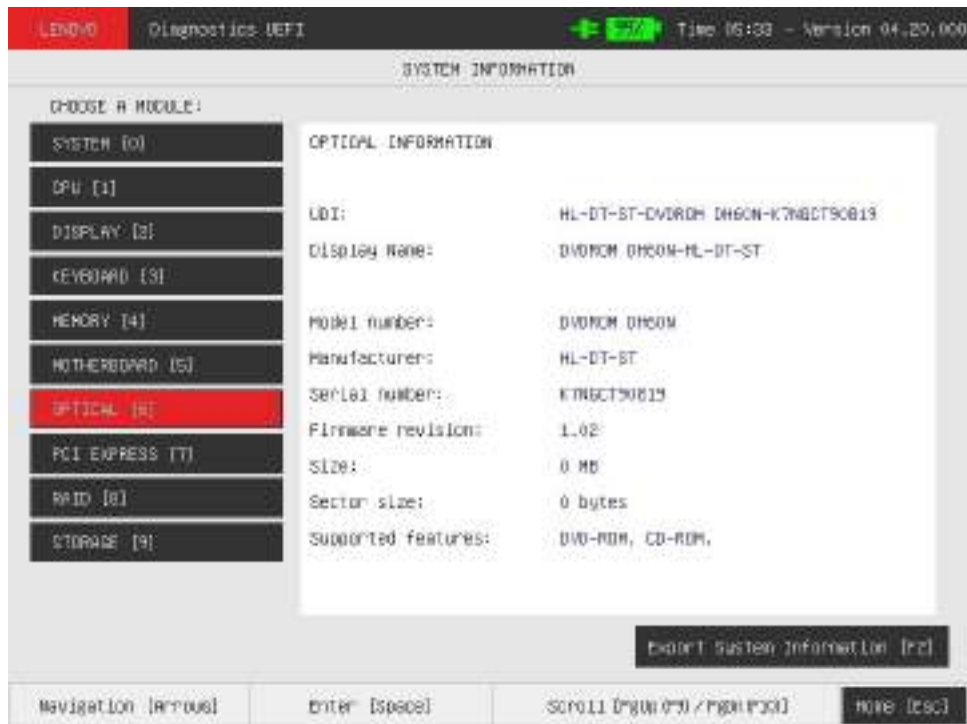 LENOVO Diagnostics UEFI Time 05:33 - Version 04.20.000
SYSTEM INFORMATION
CHOOSE A MODULE:
SYSTEM [0]
CPU [1]
DISPLAY [2]
KEYBOARD [3]
MEMORY [4]
MOTHERBOARD [5]
OPTICAL [6]
PCI EXPRESS [7]
RAID [8]
STORAGE [9]
OPTICAL INFORMATION
UDI: HL-DT-ST-DVDROM DH60N-K7NGCT90819
Display Name: DVDROM DH60N-HL-DT-ST
Model number: DVDROM DH60N
Manufacturer: HL-DT-ST
Serial number: K7NGCT90819
Firmware revision: 1.02
Size: 0 MB
Sector size: 0 bytes
Supported features: DVD-ROM, CD-ROM,
Export System Information [F2]
Navigation [Arrows] Enter [Space] Scroll Home [Esc]